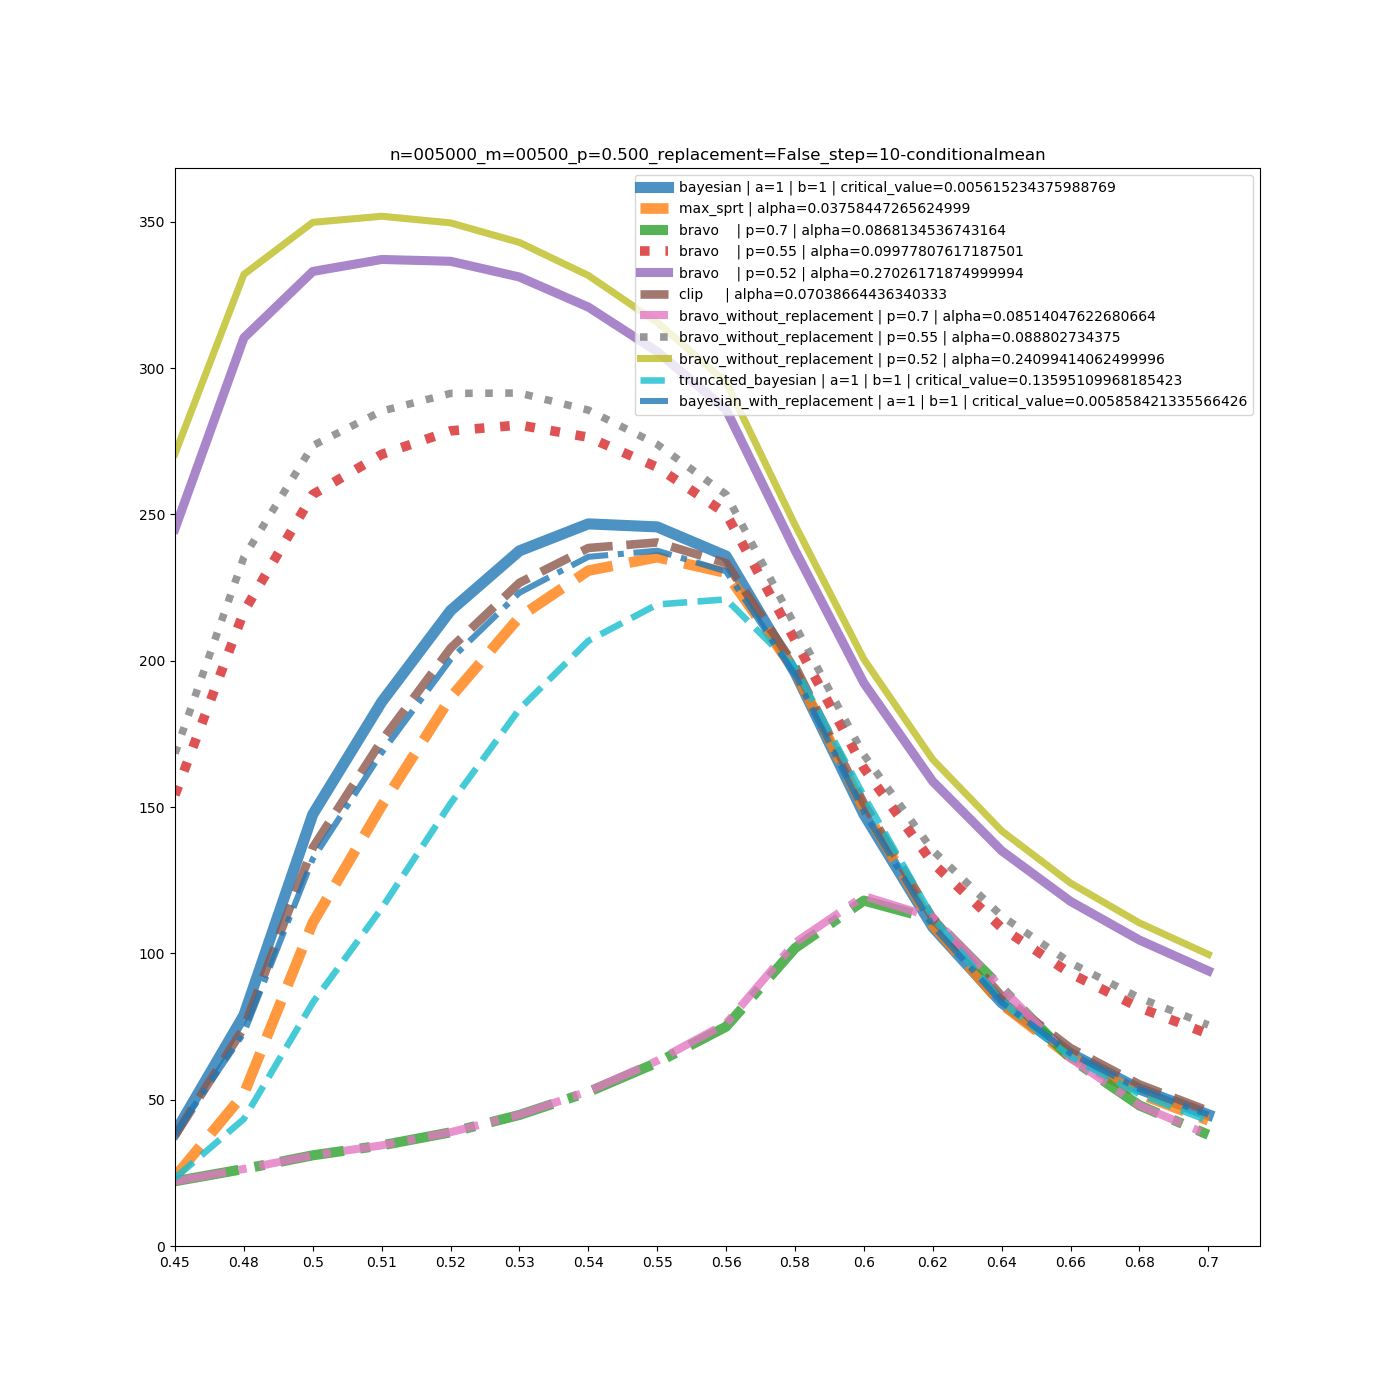 n=005000_m=00500_p=0.500_replacement=False_step=10-conditionalmean
bayesian | a=1 | b=1 | critical_value=0.005615234375988769
max_sprt | alpha=0.03758447265624999
bravo    | p=0.7 | alpha=0.0868134536743164
bravo    | p=0.55 | alpha=0.09977807617187501
bravo    | p=0.52 | alpha=0.27026171874999994
clip     | alpha=0.07038664436340333
bravo_without_replacement | p=0.7 | alpha=0.08514047622680664
bravo_without_replacement | p=0.55 | alpha=0.088802734375
bravo_without_replacement | p=0.52 | alpha=0.24099414062499996
truncated_bayesian | a=1 | b=1 | critical_value=0.13595109968185423
bayesian_with_replacement | a=1 | b=1 | critical_value=0.005858421335566426
350
300
250
200
150
100
50
0
0.45 0.48 0.5 0.51 0.52 0.53 0.54 0.55 0.56 0.58 0.6 0.62 0.64 0.66 0.68 0.7